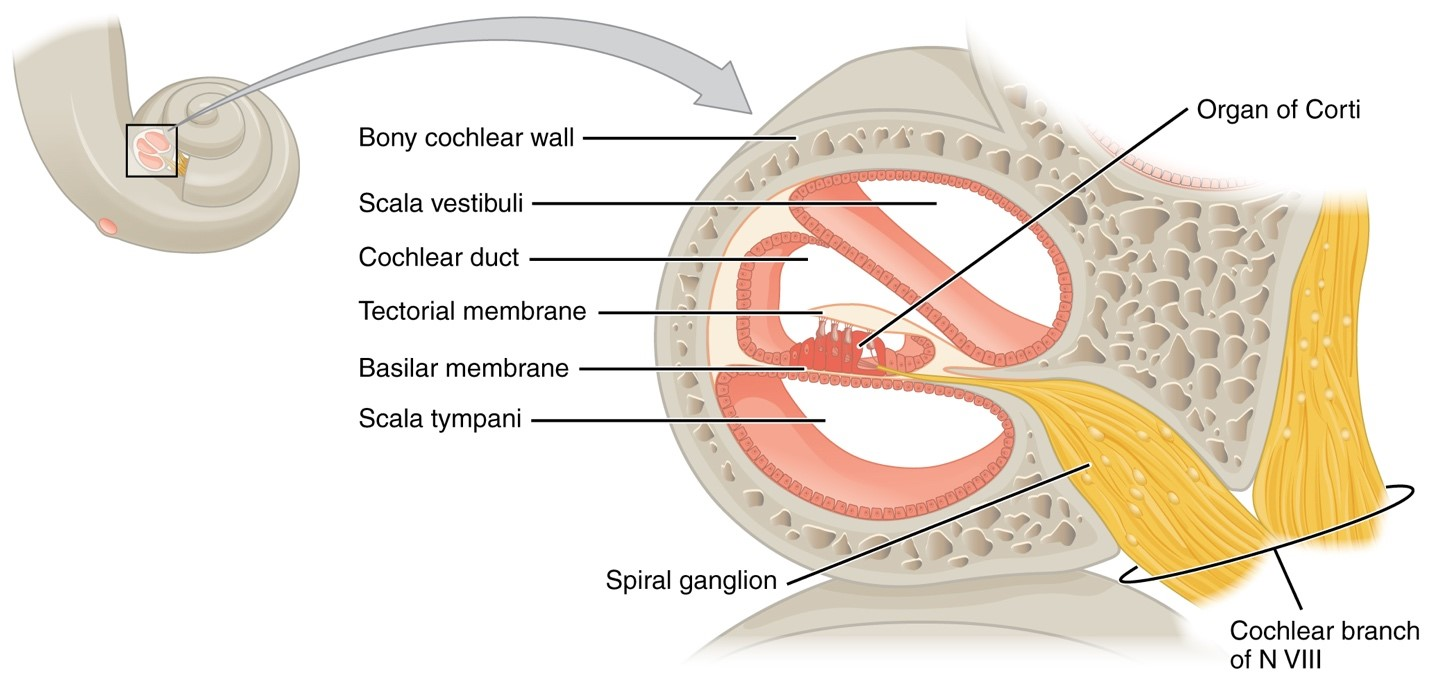 Organ of Corti
Bony cochlear wall
Scala vestibuli
Cochlear duct
Tectorial membrane
Basilar membrane
Scala tympani
Spiral ganglion
Cochlear branch
of N VIII